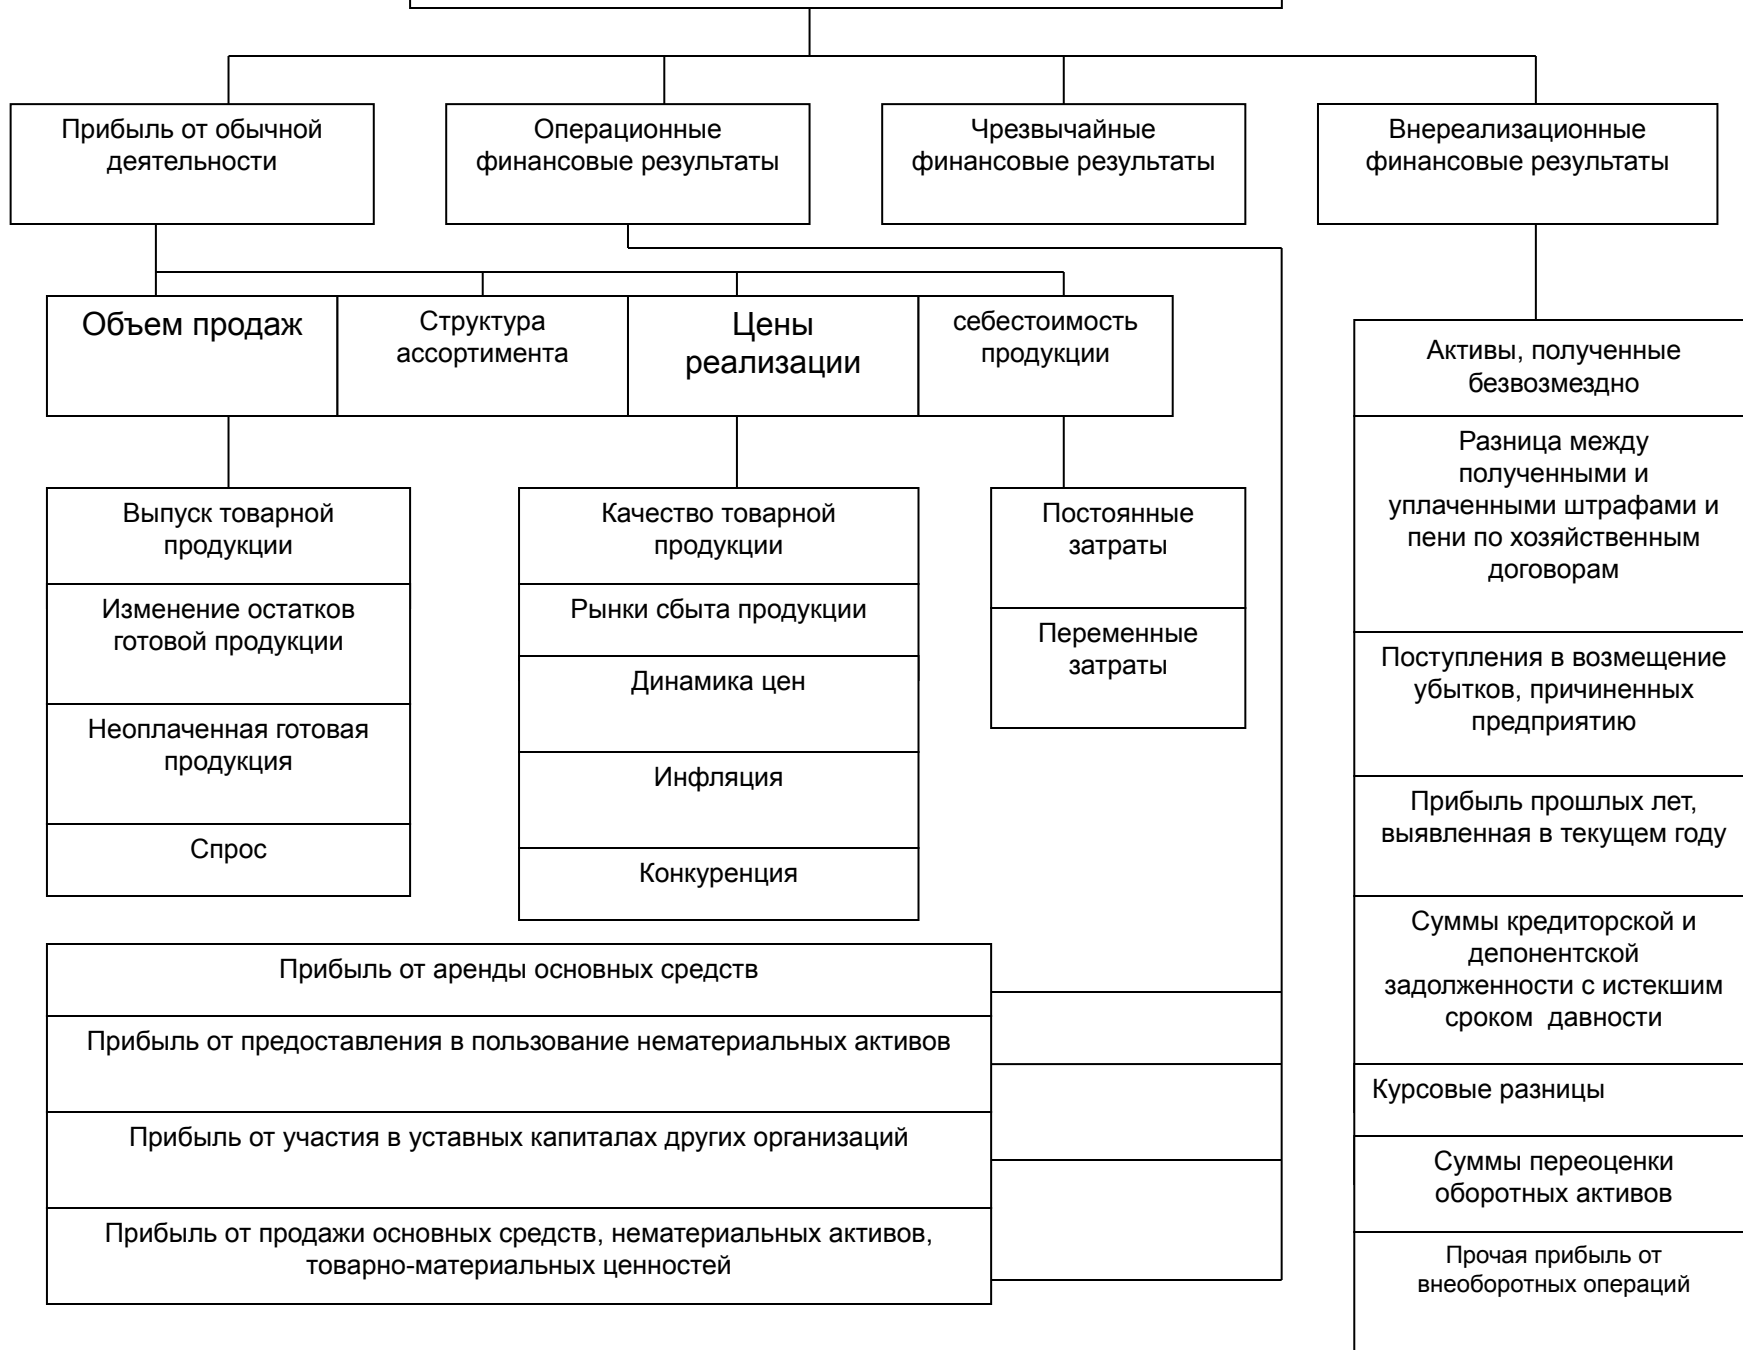 Прибыль от обычной
деятельности
Операционные
финансовые результаты
Чрезвычайные
финансовые результаты
Внереализационные
финансовые результаты
Объем продаж
Структура
ассортимента
Цены
реализации
себестоимость
продукции
Выпуск товарной
продукции
Изменение остатков
готовой продукции
Неоплаченная готовая
продукция
Спрос
Качество товарной
продукции
Рынки сбыта продукции
Динамика цен
Инфляция
Конкуренция
Постоянные
затраты
Переменные
затраты
Прибыль от аренды основных средств
Прибыль от предоставления в пользование нематериальных активов
Прибыль от участия в уставных капиталах других организаций
Прибыль от продажи основных средств, нематериальных активов,
товарно-материальных ценностей
Активы, полученные
безвозмездно
Разница между
полученными и
уплаченными штрафами и
пени по хозяйственным
договорам
Поступления в возмещение
убытков, причиненных
предприятию
Прибыль прошлых лет,
выявленная в текущем году
Суммы кредиторской и
депонентской
задолженности с истекшим
сроком  давности
Курсовые разницы
Суммы переоценки
оборотных активов
Прочая прибыль от
внеоборотных операций